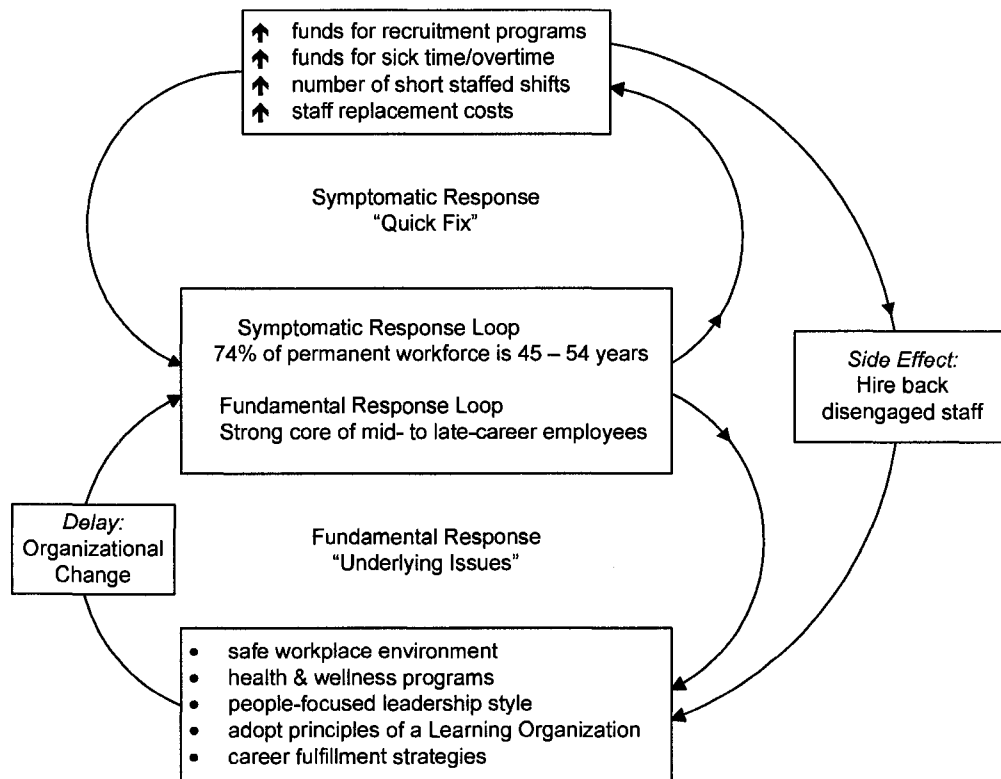 ↑ funds for recruitment programs
↑ funds for sick time/overtime
↑ number of short staffed shifts
↑ staff replacement costs
Symptomatic Response
“Quick Fix”
Symptomatic Response Loop
74% of permanent workforce is 45 – 54 years
Fundamental Response Loop
Strong core of mid- to late-career employees
Side Effect:
Hire back
disengaged staff
Delay:
Organizational
Change
Fundamental Response
“Underlying Issues”
• safe workplace environment
• health & wellness programs
• people-focused leadership style
• adopt principles of a Learning Organization
• career fulfillment strategies